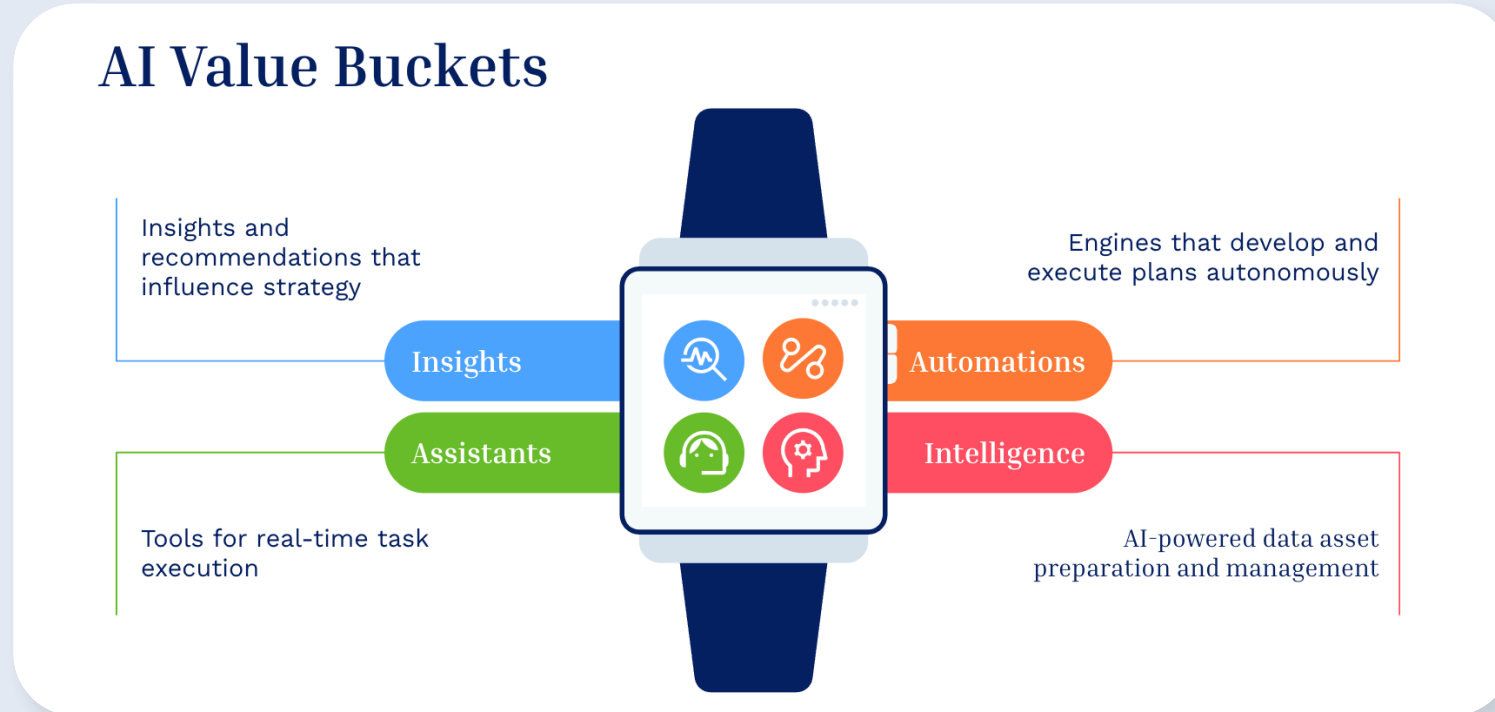 AI Value Buckets
Insights and
recommendations that
influence strategy
Engines that develop and
execute plans autonomously
Insights
Automations
Assistants
Intelligence
Tools for real-time task
execution
AI-powered data asset
preparation and management